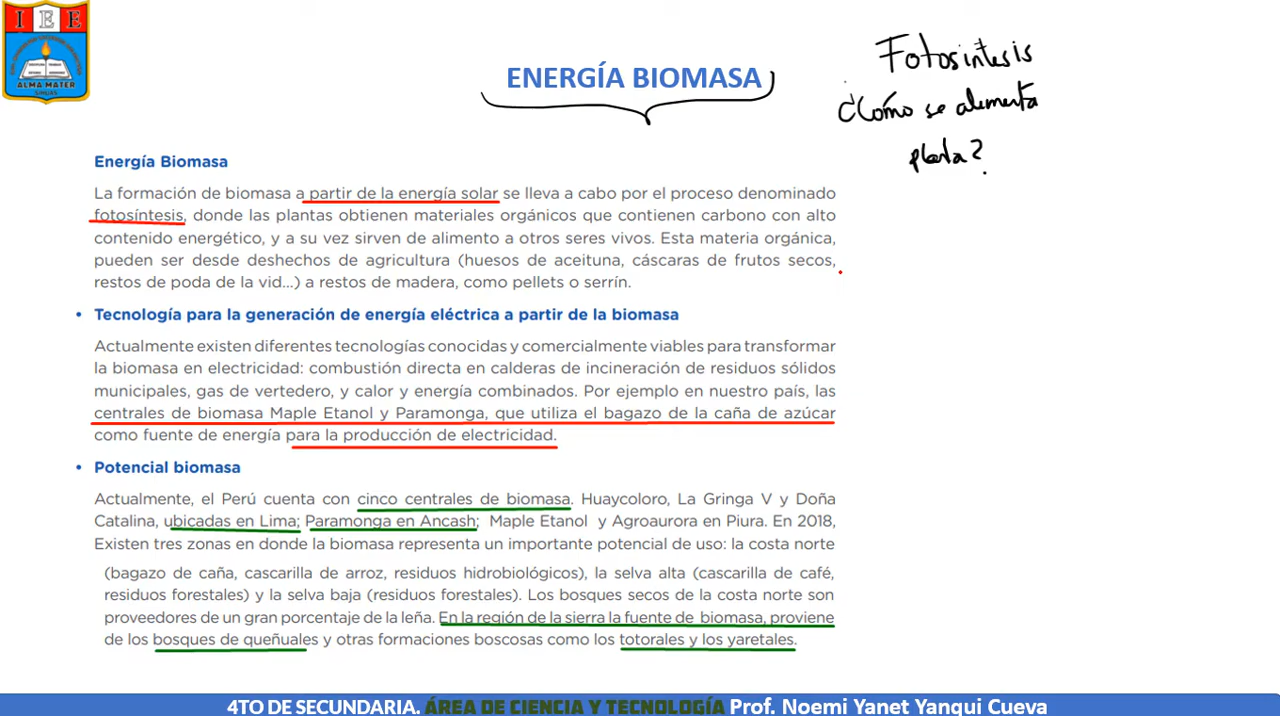 I E E
ALMA MATER
SIHUAS
ENERGÍA BIOMASA
Fotosíntesis
¿Cómo se alimenta
planta?
Energía Biomasa
La formación de biomasa a partir de la energía solar se lleva a cabo por el proceso denominado
fotosíntesis, donde las plantas obtienen materiales orgánicos que contienen carbono con alto
contenido energético, y a su vez sirven de alimento a otros seres vivos. Esta materia orgánica,
pueden ser desde deshechos de agricultura (huesos de aceituna, cáscaras de frutos secos,
restos de poda de la vid...) a restos de madera, como pellets o serrín.
• Tecnología para la generación de energía eléctrica a partir de la biomasa
Actualmente existen diferentes tecnologías conocidas y comercialmente viables para transformar
la biomasa en electricidad: combustión directa en calderas de incineración de residuos sólidos
municipales, gas de vertedero, y calor y energía combinados. Por ejemplo en nuestro país, las
centrales de biomasa Maple Etanol y Paramonga, que utiliza el bagazo de la caña de azúcar
como fuente de energía para la producción de electricidad.
• Potencial biomasa
Actualmente, el Perú cuenta con cinco centrales de biomasa. Huaycoloro, La Gringa V y Doña
Catalina, ubicadas en Lima; Paramonga en Ancash; Maple Etanol y Agroaurora en Piura. En 2018,
Existen tres zonas en donde la biomasa representa un importante potencial de uso: la costa norte
(bagazo de caña, cascarilla de arroz, residuos hidrobiológicos), la selva alta (cascarilla de café,
residuos forestales) y la selva baja (residuos forestales). Los bosques secos de la costa norte son
proveedores de un gran porcentaje de la leña. En la región de la sierra la fuente de biomasa, proviene
de los bosques de queñuales y otras formaciones boscosas como los totorales y los yaretales.
4TO DE SECUNDARIA. ÁREA DE CIENCIA Y TECNOLOGÍA Prof. Noemi Yanet Yanqui Cueva